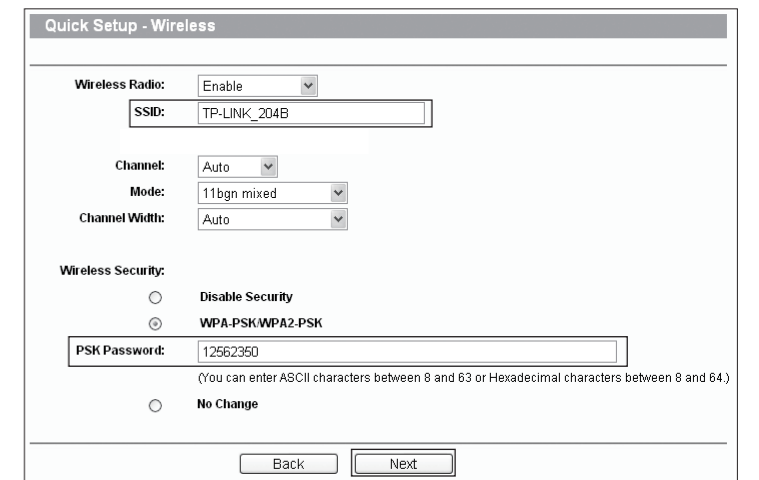 Quick Setup - Wireless
Wireless Radio: Enable
SSID: TP-LINK_204B
Channel: Auto
Mode: 11bgn mixed
Channel Width: Auto
Wireless Security:
Disable Security
WPA-PSK/WPA2-PSK
PSK Password: 12562350
(You can enter ASCII characters between 8 and 63 or Hexadecimal characters between 8 and 64.)
No Change
Back Next